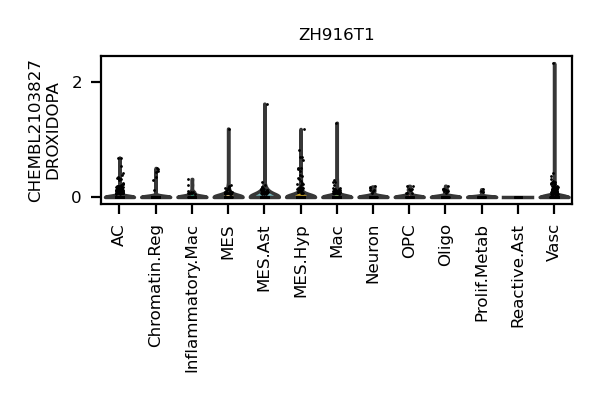 ZH916T1
CHEMBL2103827
DROXIDOPA
2
0
AC
Chromatin.Reg
Inflammatory.Mac
MES
MES.Ast
MES.Hyp
Mac
Neuron
OPC
Oligo
Prolif.Metab
Reactive.Ast
Vasc